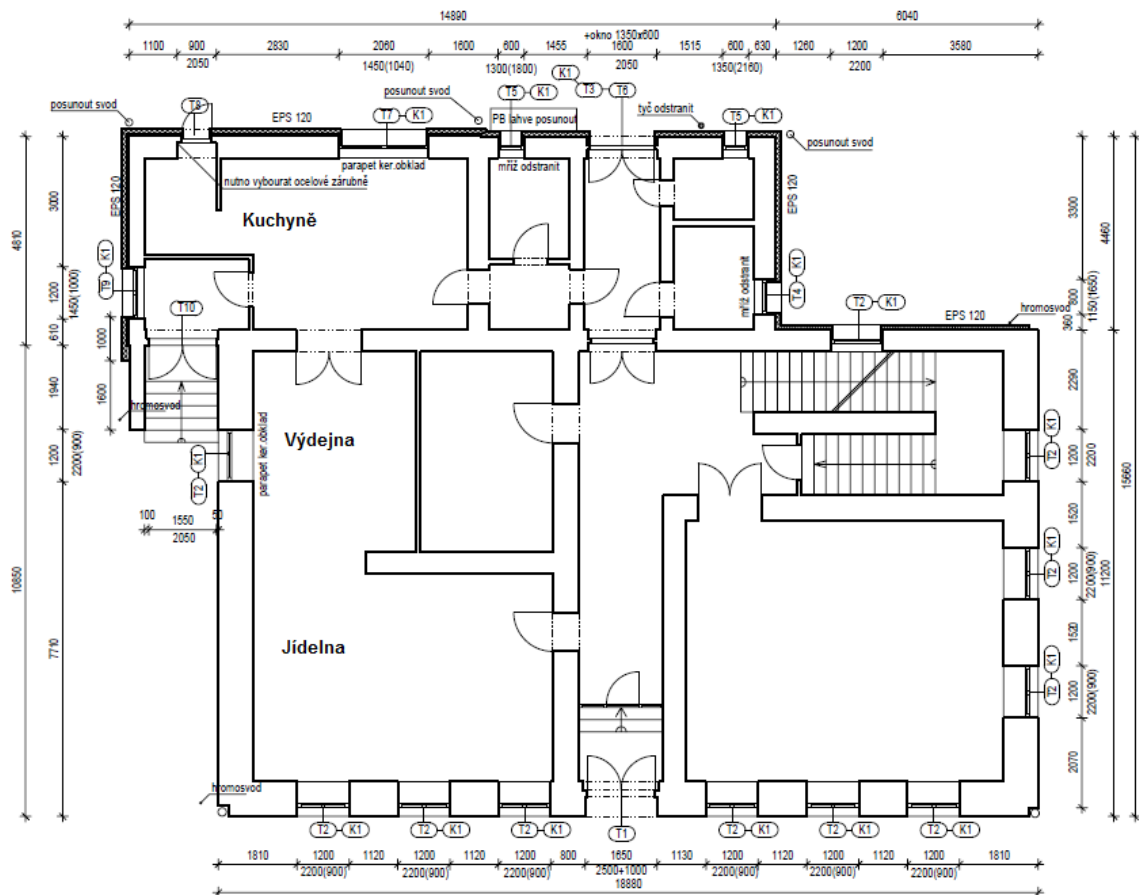 14890
6040
+okno 1350x600
1100
900
2830
2060
1600
600
1455
1600
1515
600
630
1260
1200
3580
2050
1450(1040)
1300(1800)
2050
1350(2160)
2200
K1
posunout svod
posunout svod
T8
T7
K1
T5
K1
T3
T6
tyč odstranit
T5
K1
EPS 120
PB lahve posunout
posunout svod
parapet ker.obklad
mříž odstranit
nutno vybourat ocelové zárubně
EPS 120
EPS 120
Kuchyně
3000
4810
3300
4460
K1
T9
1200
1450(1000)
T10
K1
T4
mříž odstranit
800
1150(1650)
T2
K1
hromosvod
EPS 120
360
610
1000
1940
1600
hromosvod
2290
15660
Výdejna
parapet ker.obklad
K1
T2
1200
2200(900)
K1
T2
1200
2200
100
1550
50
2050
1520
K1
T2
1200
2200(900)
11200
10850
7710
Jídelna
1520
K1
T2
1200
2200(900)
2070
hromosvod
T2
K1
T2
K1
T2
K1
T1
T2
K1
T2
K1
T2
K1
1810
1200
1120
1200
1120
1200
800
1650
1130
1200
1120
1200
1120
1200
1810
2200(900)
2200(900)
2200(900)
2500+1000
2200(900)
2200(900)
2200(900)
18880